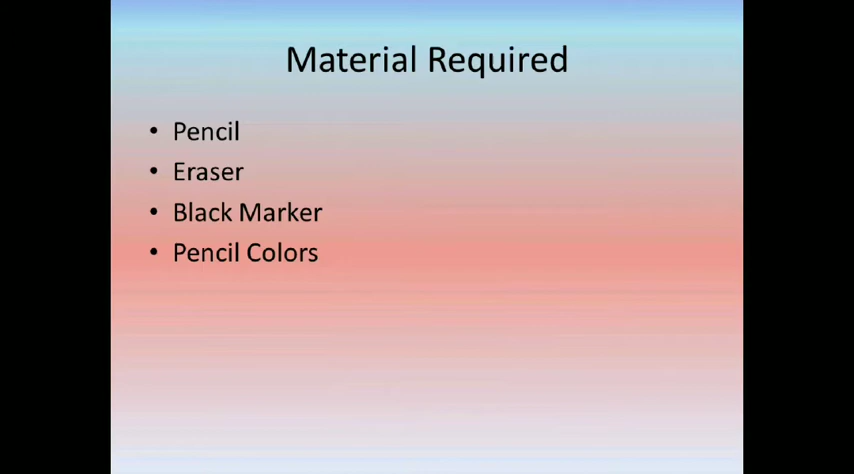 Material Required
• Pencil
• Eraser
• Black Marker
• Pencil Colors